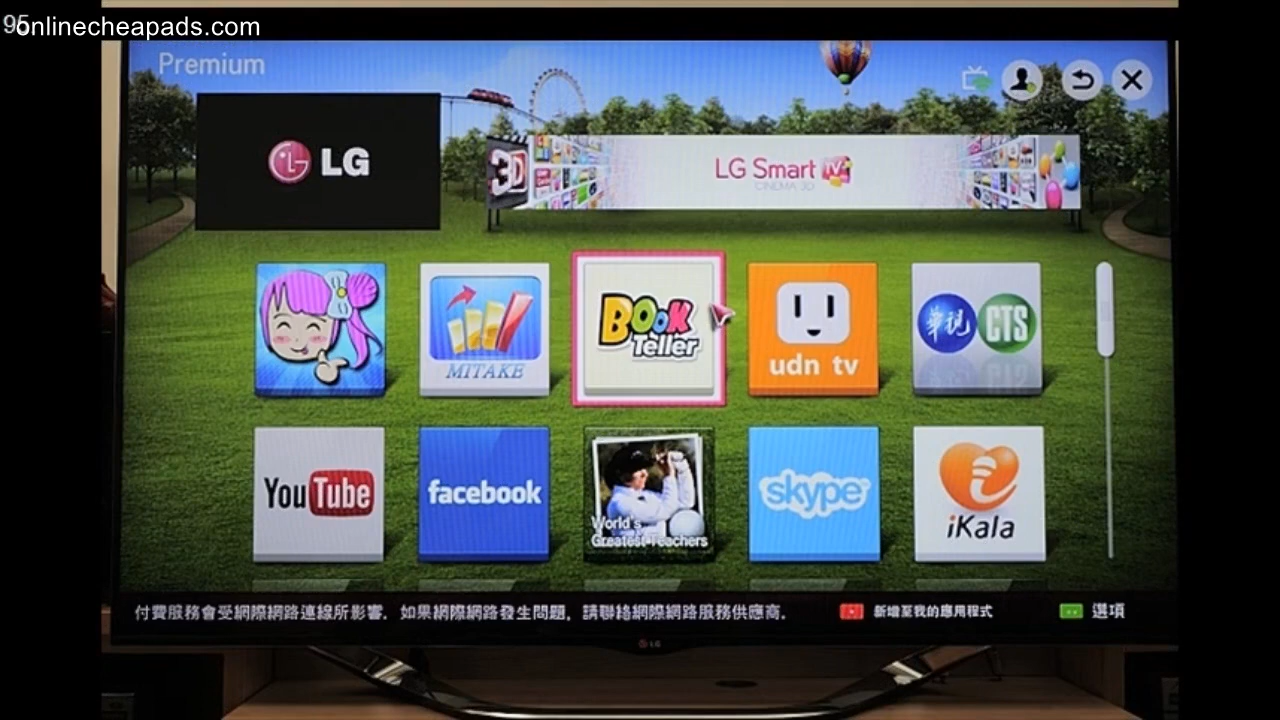 95
onlinecheapads.com
Premium
LG
3D
LG Smart TV
CINEMA 3D
MITAKE
BOOK
Teller
udn tv
華視 CTS
YouTube
facebook
World's
Greatest Teachers
skype
iKala
付費服務會受網際網路連線所影響. 如果網際網路發生問題, 請聯絡網際網路服務供應商.
新增至我的應用程式
選項
LG